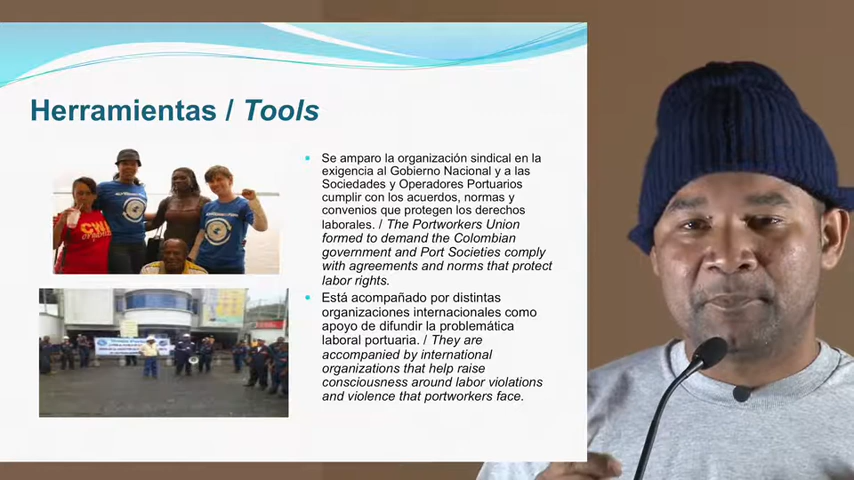 Herramientas / Tools
Se amparo la organización sindical en la
exigencia al Gobierno Nacional y a las
Sociedades y Operadores Portuarios
cumplir con los acuerdos, normas y
convenios que protegen los derechos
laborales. / The Portworkers Union
formed to demand the Colombian
government and Port Societies comply
with agreements and norms that protect
labor rights.
Está acompañado por distintas
organizaciones internacionales como
apoyo de difundir la problemática
laboral portuaria. / They are
accompanied by international
organizations that help raise
consciousness around labor violations
and violence that portworkers face.